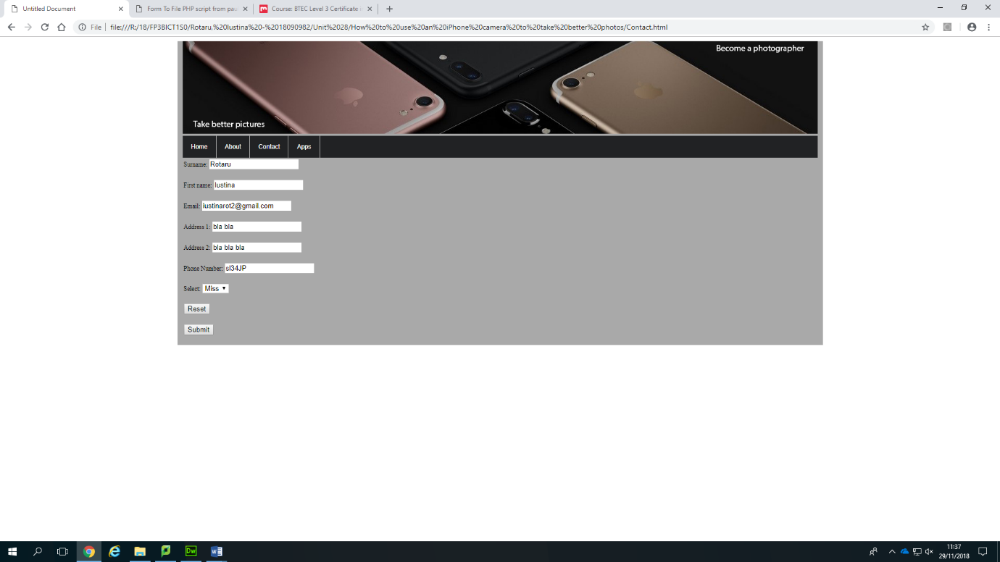 Untitled Document
Form To File PHP script from pau
Course: BTEC Level 3 Certificate i
File
file:///R:/18/FP3BICT1S0/Rotaru,%20Iustina%20-%2018090982/Unit%2028/How%20to%20use%20an%20iPhone%20camera%20to%20take%20better%20photos/Contact.html
Become a photographer
Take better pictures
Home About Contact Apps
Surname: Rotaru
First name: Iustina
Email: iustinarot2@gmail.com
Address 1: bla bla
Address 2: bla bla bla
Phone Number: sl34JP
Select: Miss
Reset
Submit
Dw
11:37
29/11/2018